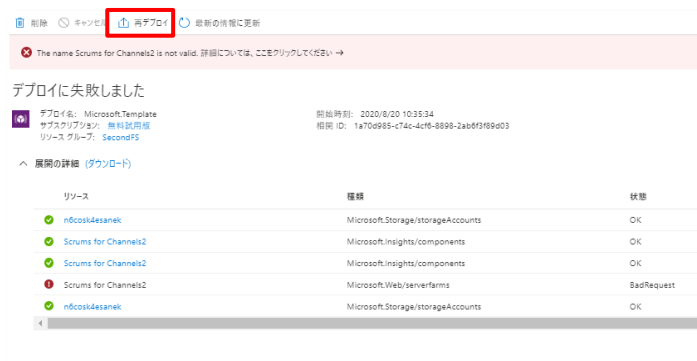 削除 キャンセル 再デプロイ 最新の情報に更新
The name Scrums for Channels2 is not valid. 詳細については、ここをクリックしてください →
デプロイに失敗しました
デプロイ名: Microsoft.Template 開始時刻: 2020/8/20 10:35:34
サブスクリプション: 無料試用版 相関 ID: 1a70d985-c74c-4cf6-8898-2ab6f3f89d03
リソース グループ: SecondFS
展開の詳細 (ダウンロード)
リソース 種類 状態
n6cosk4esanek Microsoft.Storage/storageAccounts OK
Scrums for Channels2 Microsoft.Insights/components OK
Scrums for Channels2 Microsoft.Insights/components OK
Scrums for Channels2 Microsoft.Web/serverfarms BadRequest
n6cosk4esanek Microsoft.Storage/storageAccounts OK